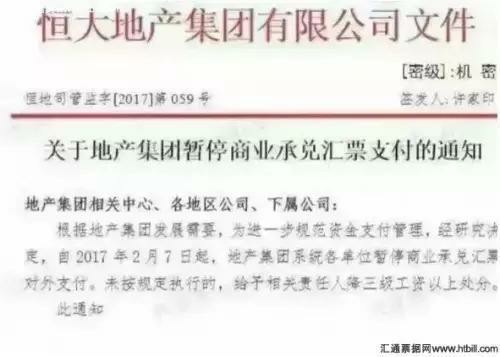 恒大地产集团有限公司文件
[密级]:机 密
恒地司管监字[2017]第 059 号
签发人:许家印
关于地产集团暂停商业承兑汇票支付的通知
地产集团相关中心、各地区公司、下属公司:
根据地产集团发展需要,为进一步规范资金支付管理,经研究决
定,自 2017 年 2 月 7 日起,地产集团系统各单位暂停商业承兑汇票
对外支付。未按规定执行的,给予相关责任人降三级工资以上处分。
此通知
汇通票据网www.htbill.com